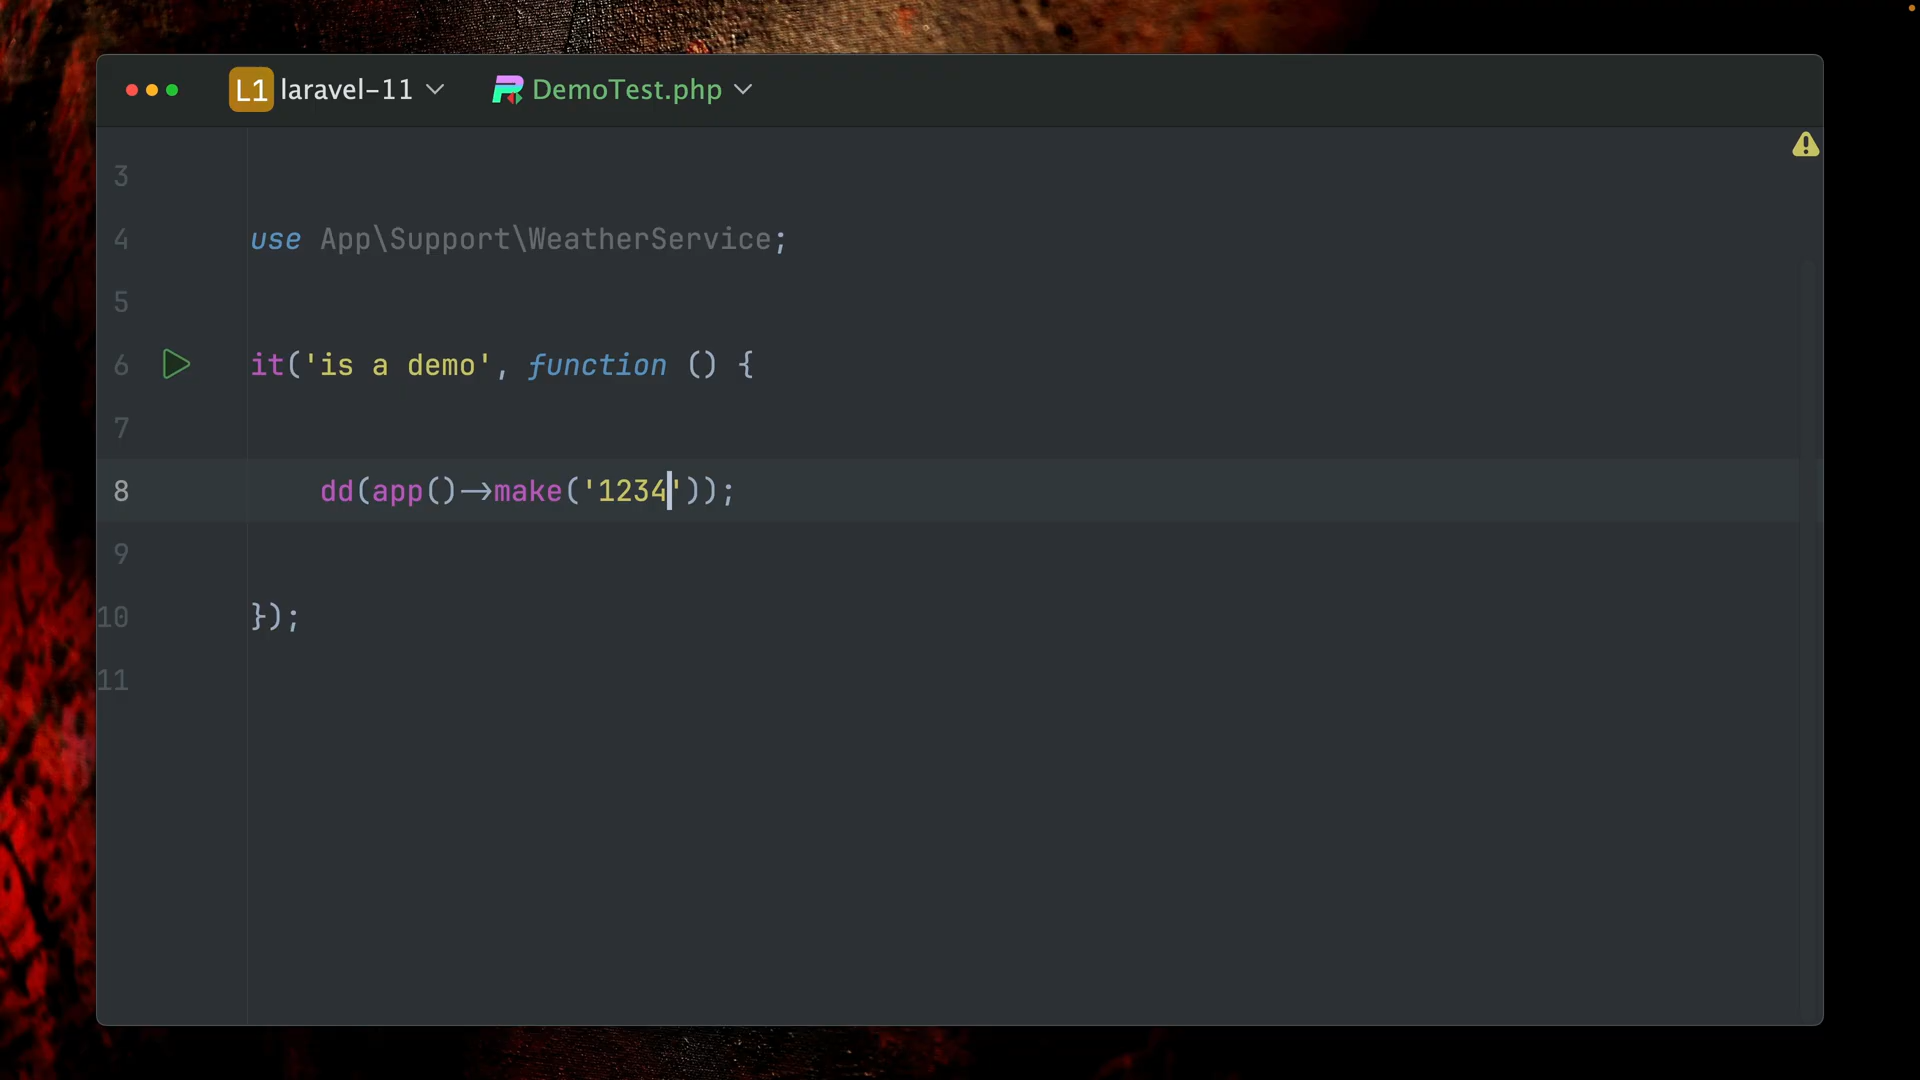 L1 laravel-11 DemoTest.php
3
4 use App\Support\WeatherService;
5
6 it('is a demo', function () {
7
8 dd(app()->make('1234'));
9
10 });
11